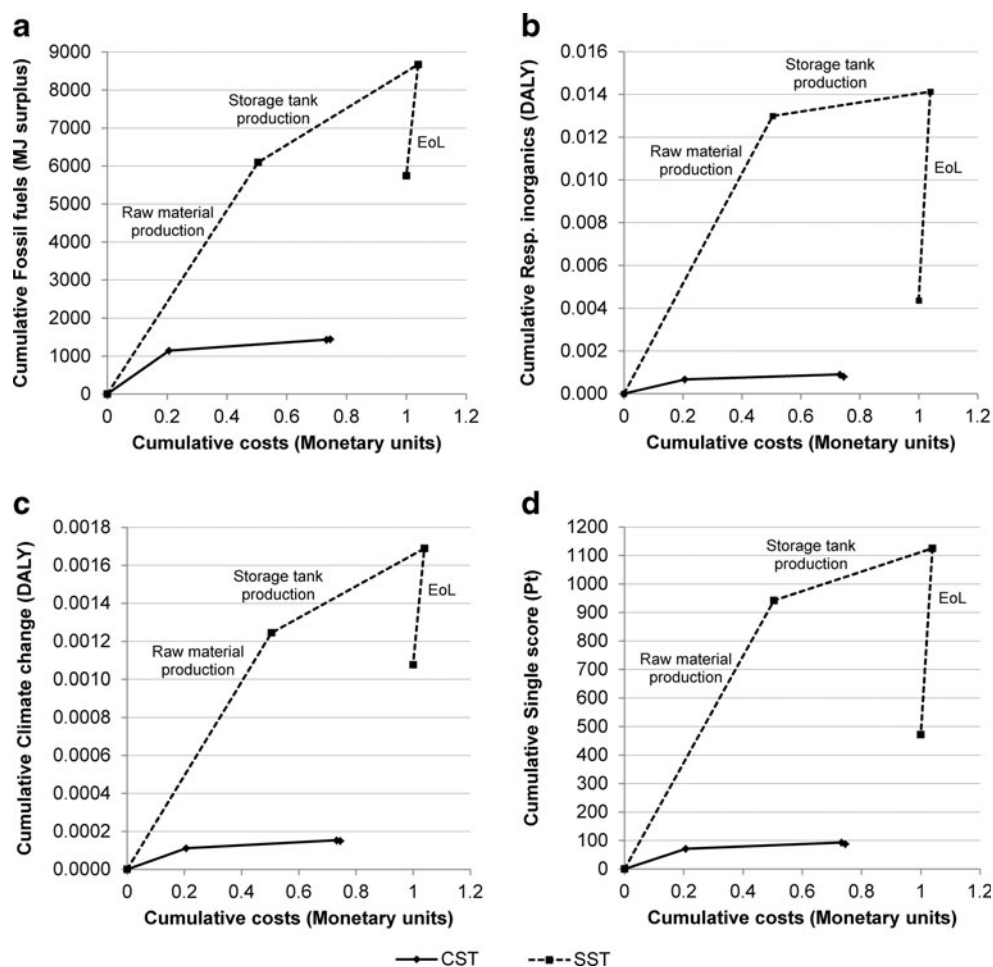 a
Cumulative Fossil fuels (MJ surplus)
9000
8000
7000
6000
5000
4000
3000
2000
1000
0
Storage tank
production
EoL
Raw material
production
0 0.2 0.4 0.6 0.8 1 1.2
Cumulative costs (Monetary units)
b
Cumulative Resp. inorganics (DALY)
0.016
0.014
0.012
0.010
0.008
0.006
0.004
0.002
0.000
Storage tank
production
Raw material
production
EoL
0 0.2 0.4 0.6 0.8 1 1.2
Cumulative costs (Monetary units)
c
Cumulative Climate change (DALY)
0.0018
0.0016
0.0014
0.0012
0.0010
0.0008
0.0006
0.0004
0.0002
0.0000
Storage tank
production
EoL
Raw material
production
0 0.2 0.4 0.6 0.8 1 1.2
Cumulative costs (Monetary units)
d
Cumulative Single score (Pt)
1200
1100
1000
900
800
700
600
500
400
300
200
100
0
Storage tank
production
EoL
Raw material
production
0 0.2 0.4 0.6 0.8 1 1.2
Cumulative costs (Monetary units)
CST SST